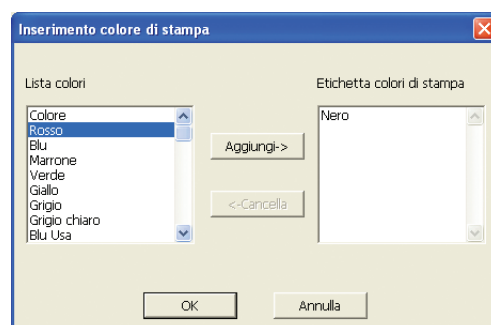 Inserimento colore di stampa
Lista colori
Etichetta colori di stampa
Colore
Rosso
Blu
Marrone
Verde
Giallo
Grigio
Grigio chiaro
Blu Usa
Aggiungi->
<-Cancella
Nero
OK
Annulla